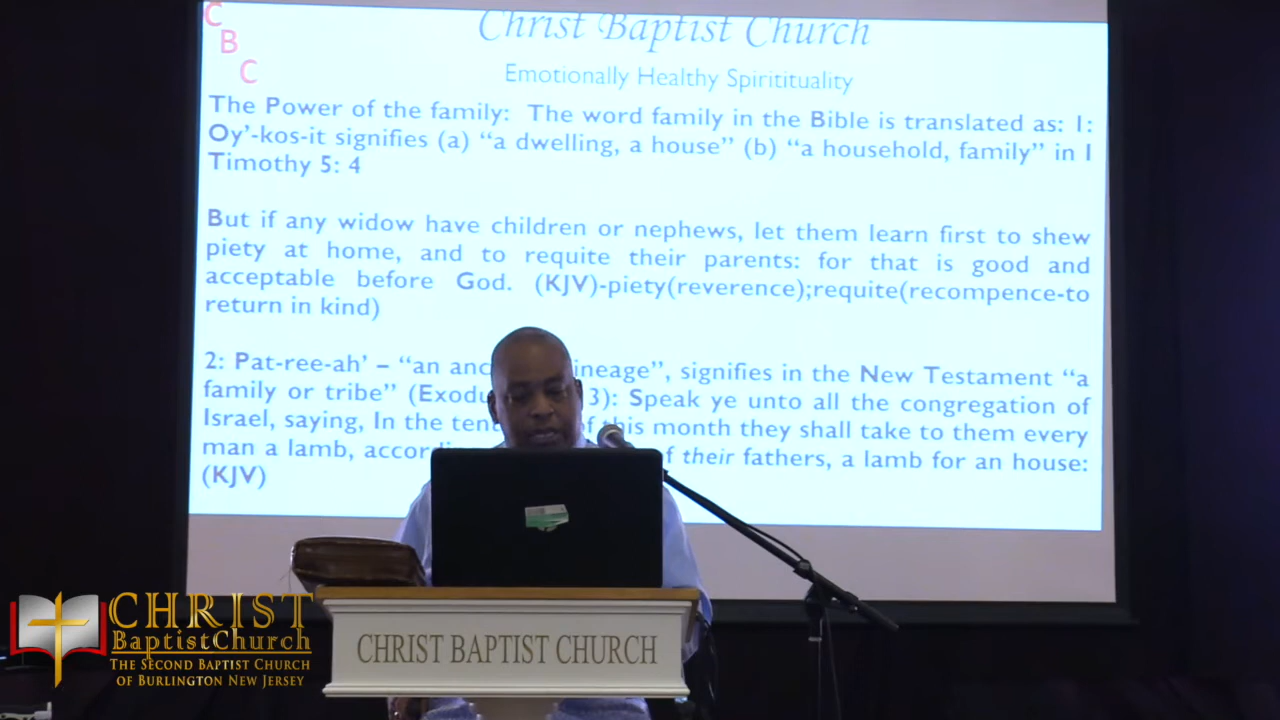 C
B
C
Christ Baptist Church
Emotionally Healthy Spiritituality
The Power of the family: The word family in the Bible is translated as: 1:
Oy'-kos-it signifies (a) "a dwelling, a house" (b) "a household, family" in I
Timothy 5: 4
But if any widow have children or nephews, let them learn first to shew
piety at home, and to requite their parents: for that is good and
acceptable before God. (KJV)-piety(reverence);requite(recompence-to
return in kind)
2: Pat-ree-ah' – "an anc ineage", signifies in the New Testament "a
family or tribe" (Exodu 3): Speak ye unto all the congregation of
Israel, saying, In the tent of this month they shall take to them every
man a lamb, accor f their fathers, a lamb for an house:
(KJV)
CHRIST BAPTIST CHURCH
CHRIST
Baptist Church
THE SECOND BAPTIST CHURCH
OF BURLINGTON NEW JERSEY